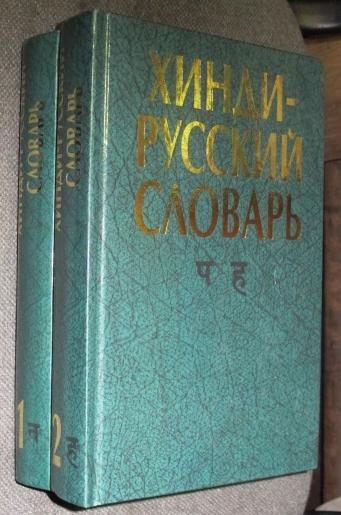 СЛОВАРЬ
1 न
СЛОВАРЬ
2 ह
ХИНДИ-
РУССКИЙ
СЛОВАРЬ
प ह